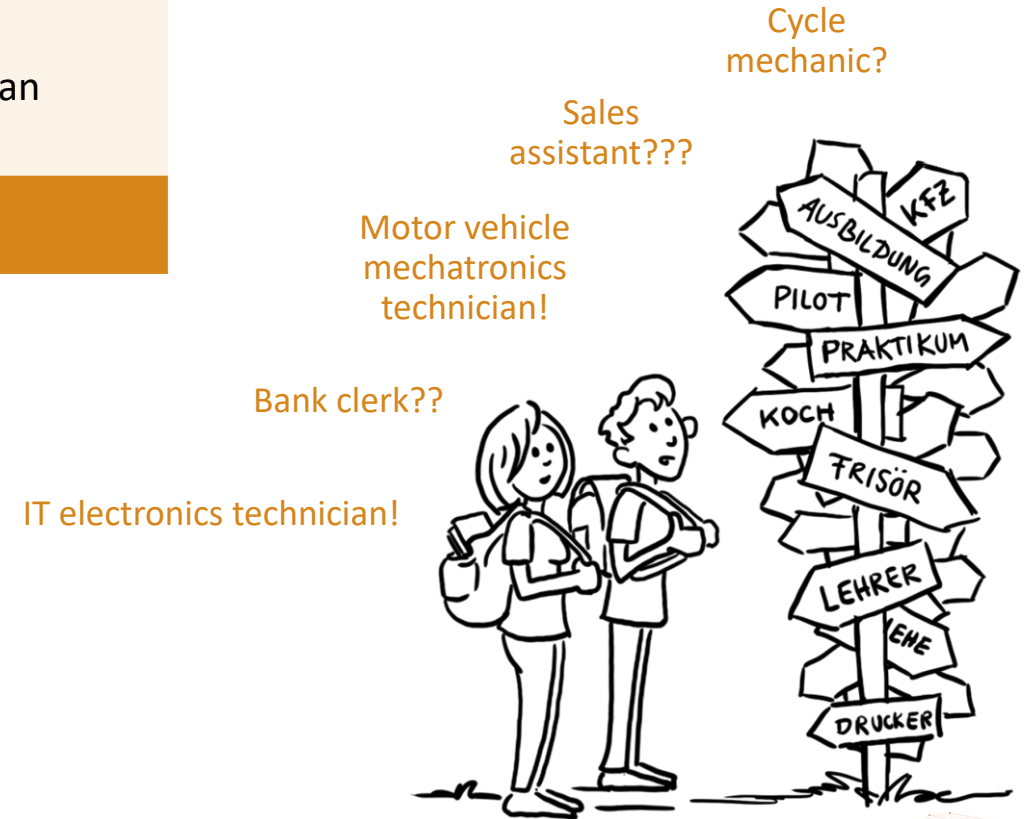 an
Cycle
mechanic?
Sales
assistant???
Motor vehicle
mechatronics
technician!
Bank clerk??
IT electronics technician!
KFZ
AUSBILDUNG
PILOT
PRAKTIKUM
KOCH
FRISÖR
LEHRER
EHE
DRUCKER